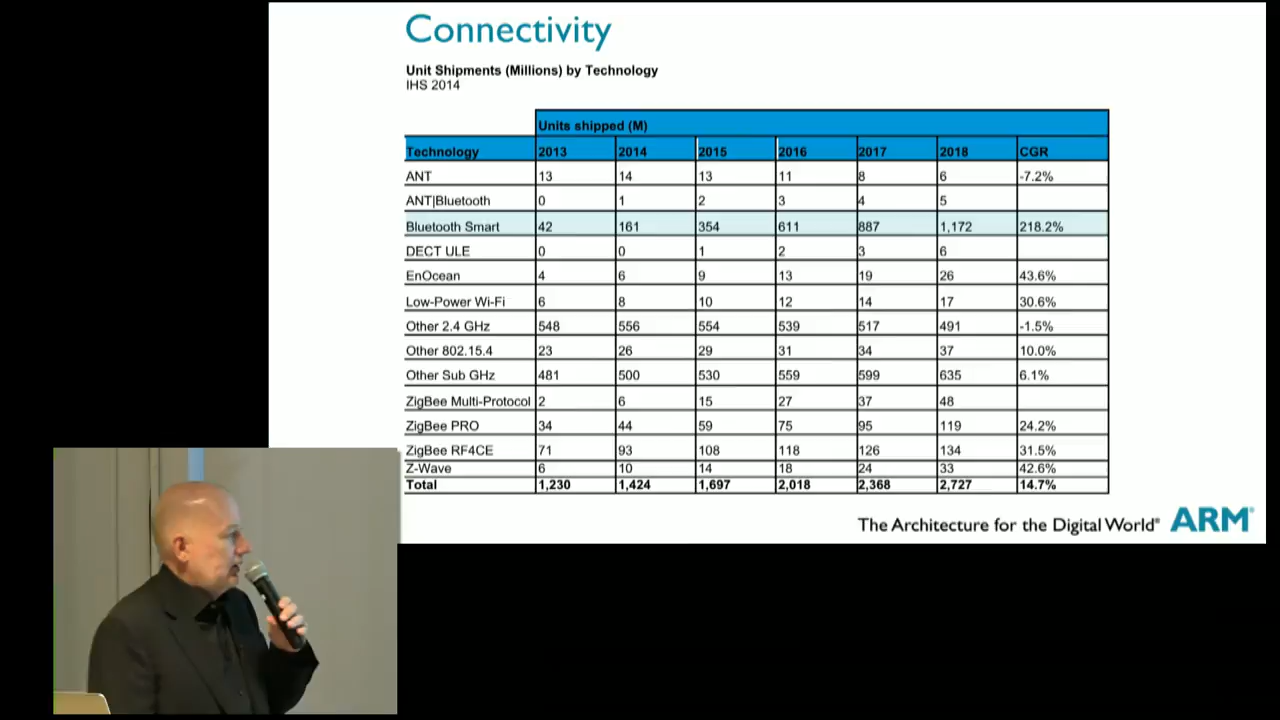 Connectivity
Unit Shipments (Millions) by Technology
IHS 2014
Units shipped (M)
Technology 2013 2014 2015 2016 2017 2018 CGR
ANT 13 14 13 11 8 6 -7.2%
ANT|Bluetooth 0 1 2 3 4 5
Bluetooth Smart 42 161 354 611 887 1,172 218.2%
DECT ULE 0 0 1 2 3 6
EnOcean 4 6 9 13 19 26 43.6%
Low-Power Wi-Fi 6 8 10 12 14 17 30.6%
Other 2.4 GHz 548 556 554 539 517 491 -1.5%
Other 802.15.4 23 26 29 31 34 37 10.0%
Other Sub GHz 481 500 530 559 599 635 6.1%
ZigBee Multi-Protocol 2 6 15 27 37 48
ZigBee PRO 34 44 59 75 95 119 24.2%
ZigBee RF4CE 71 93 108 118 126 134 31.5%
Z-Wave 6 10 14 18 24 33 42.6%
Total 1,230 1,424 1,697 2,018 2,368 2,727 14.7%
The Architecture for the Digital World® ARM®